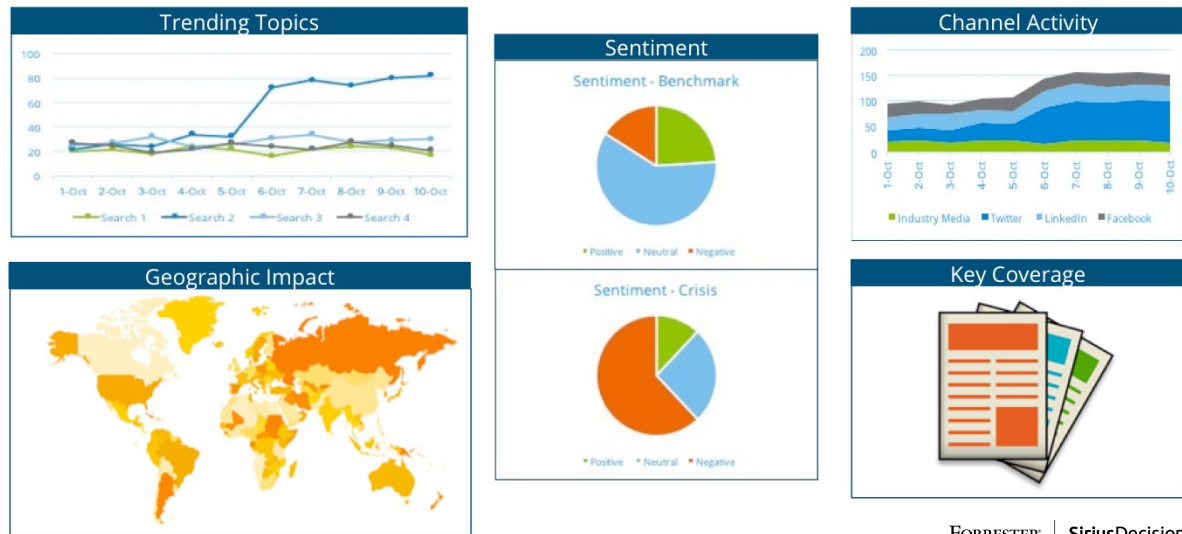 Trending Topics
100
80
60
40
20
0
1-Oct 2-Oct 3-Oct 4-Oct 5-Oct 6-Oct 7-Oct 8-Oct 9-Oct 10-Oct
Search 1 Search 2 Search 3 Search 4
Sentiment
Sentiment - Benchmark
Positive Neutral Negative
Sentiment - Crisis
Positive Neutral Negative
Channel Activity
200
150
100
50
0
1-Oct 2-Oct 3-Oct 4-Oct 5-Oct 6-Oct 7-Oct 8-Oct 9-Oct 10-Oct
Industry Media Twitter LinkedIn Facebook
Geographic Impact
Key Coverage
FORRESTER® SiriusDecision